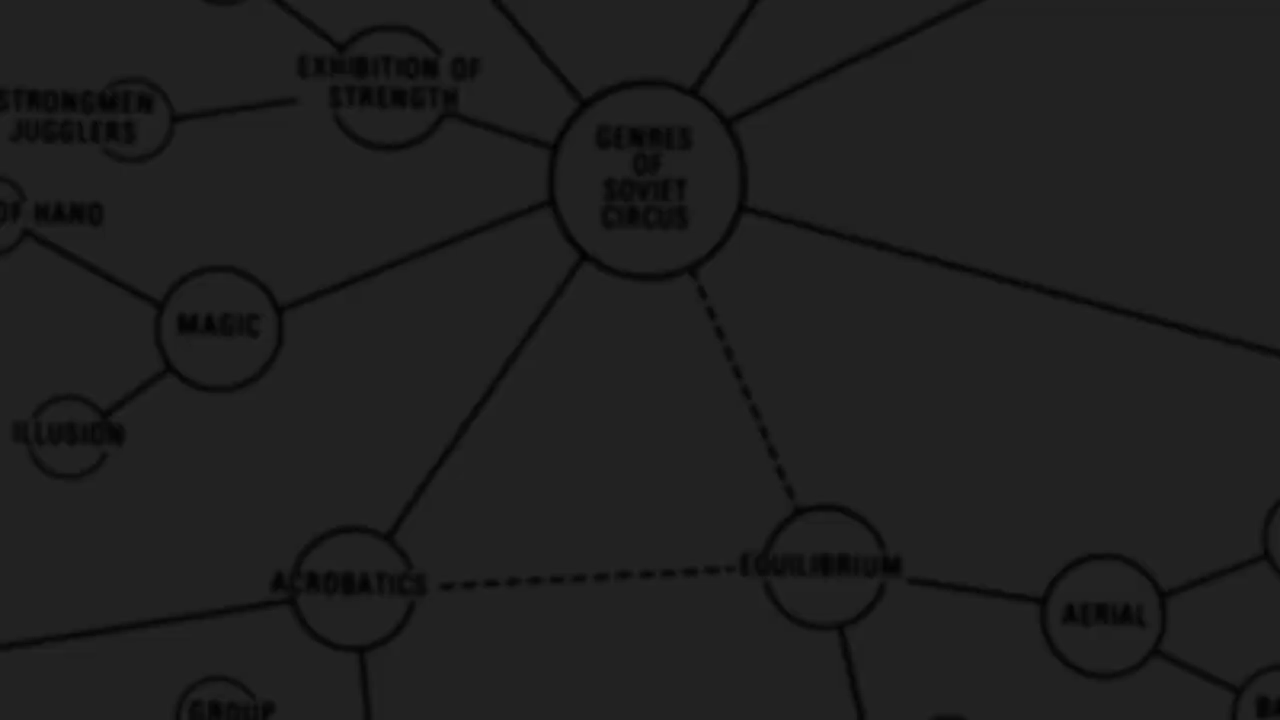 EXHIBITION OF
STRENGTH
STRONGMEN
JUGGLERS
GENRES
OF
SOVIET
CIRCUS
OF HAND
MAGIC
ILLUSION
ACROBATICS
EQUILIBRIUM
AERIAL
GROUP